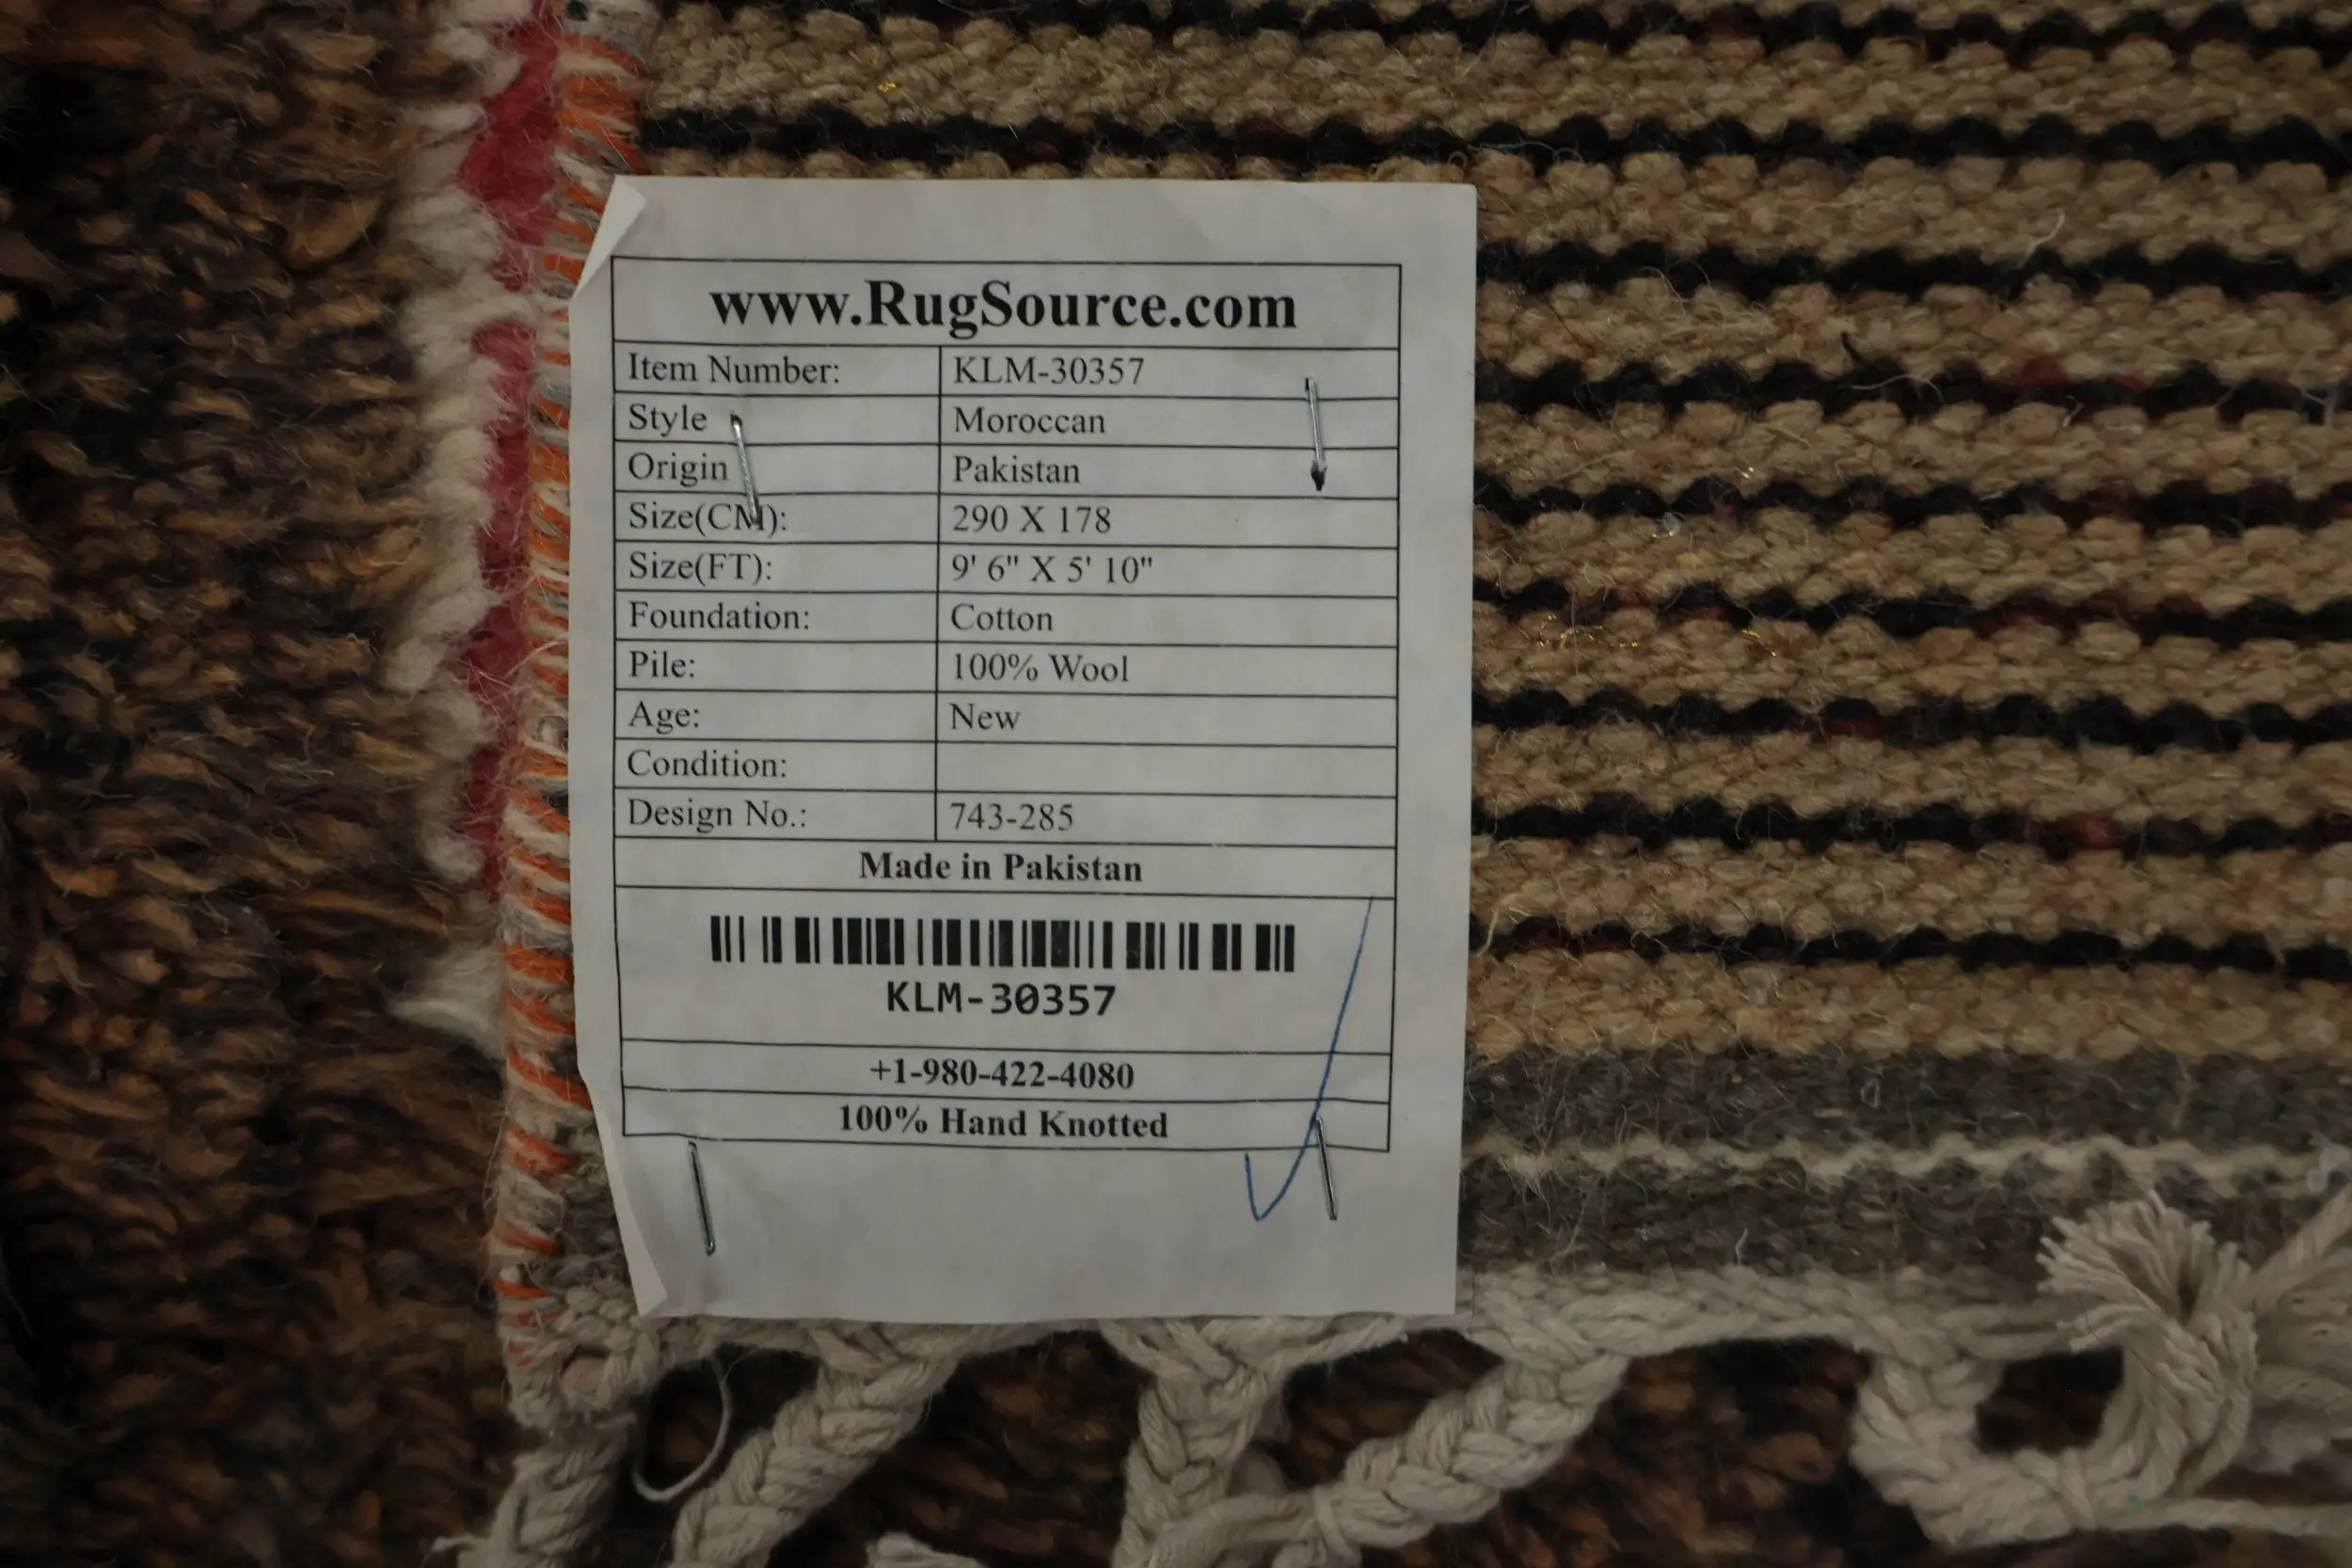 www.RugSource.com
Item Number: KLM-30357
Style Moroccan
Origin Pakistan
Size(CM): 290 X 178
Size(FT): 9' 6" X 5' 10"
Foundation: Cotton
Pile: 100% Wool
Age: New
Condition:
Design No.: 743-285
Made in Pakistan
KLM-30357
+1-980-422-4080
100% Hand Knotted